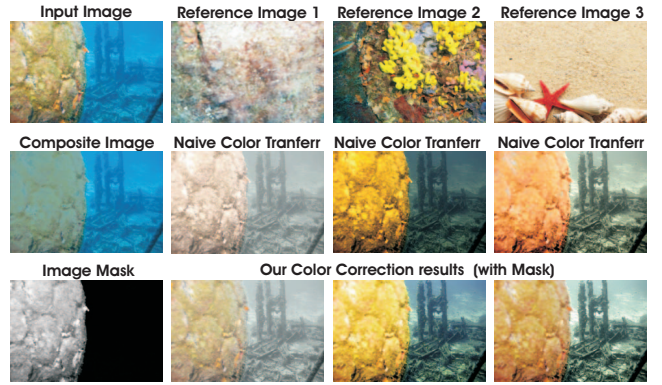 Input Image Reference Image 1 Reference Image 2 Reference Image 3
Composite Image Naive Color Tranferr Naive Color Tranferr Naive Color Tranferr
Image Mask Our Color Correction results (with Mask)